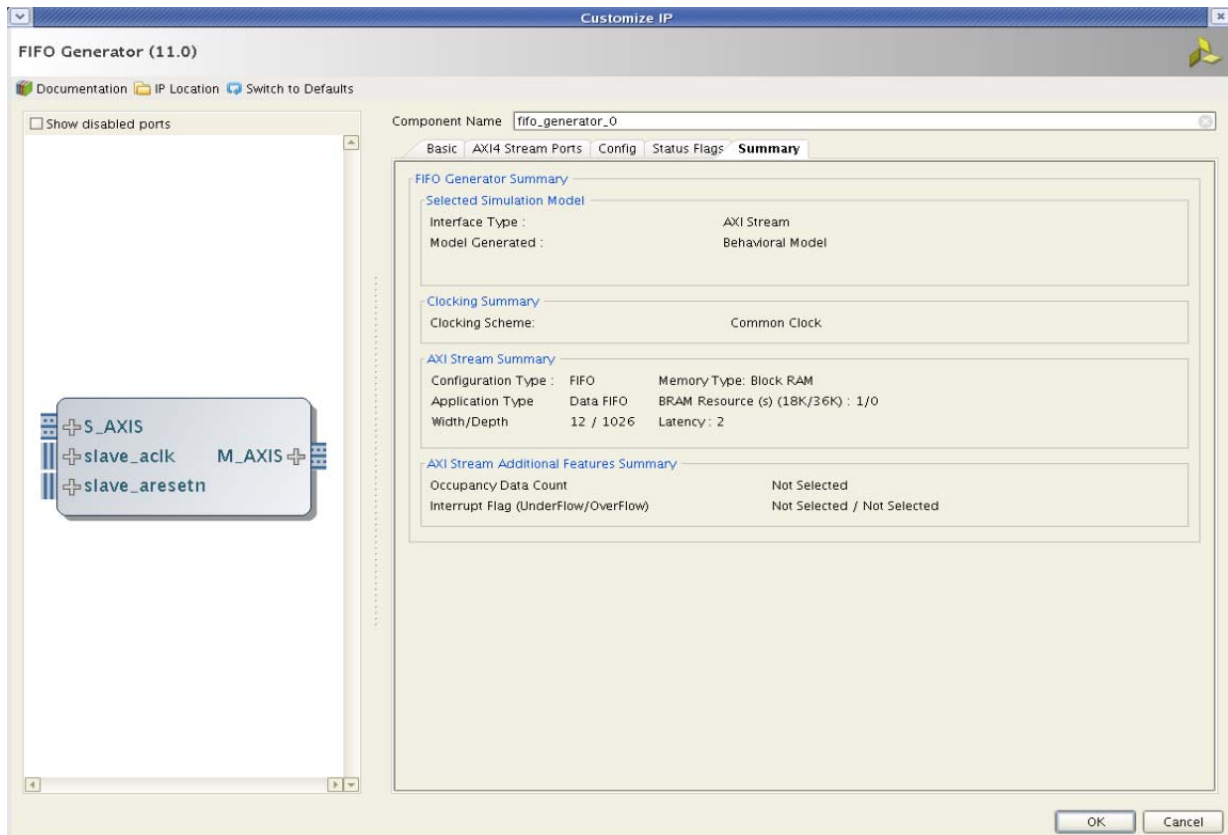 Customize IP
FIFO Generator (11.0)
Documentation IP Location Switch to Defaults
Show disabled ports
S_AXIS
slave_aclk M_AXIS
slave_aresetn
Component Name fifo_generator_0
Basic AXI4 Stream Ports Config Status Flags Summary
FIFO Generator Summary
Selected Simulation Model
Interface Type : AXI Stream
Model Generated : Behavioral Model
Clocking Summary
Clocking Scheme: Common Clock
AXI Stream Summary
Configuration Type : FIFO Memory Type: Block RAM
Application Type Data FIFO BRAM Resource (s) (18K/36K) : 1/0
Width/Depth 12 / 1026 Latency : 2
AXI Stream Additional Features Summary
Occupancy Data Count Not Selected
Interrupt Flag (UnderFlow/OverFlow) Not Selected / Not Selected
OK Cancel